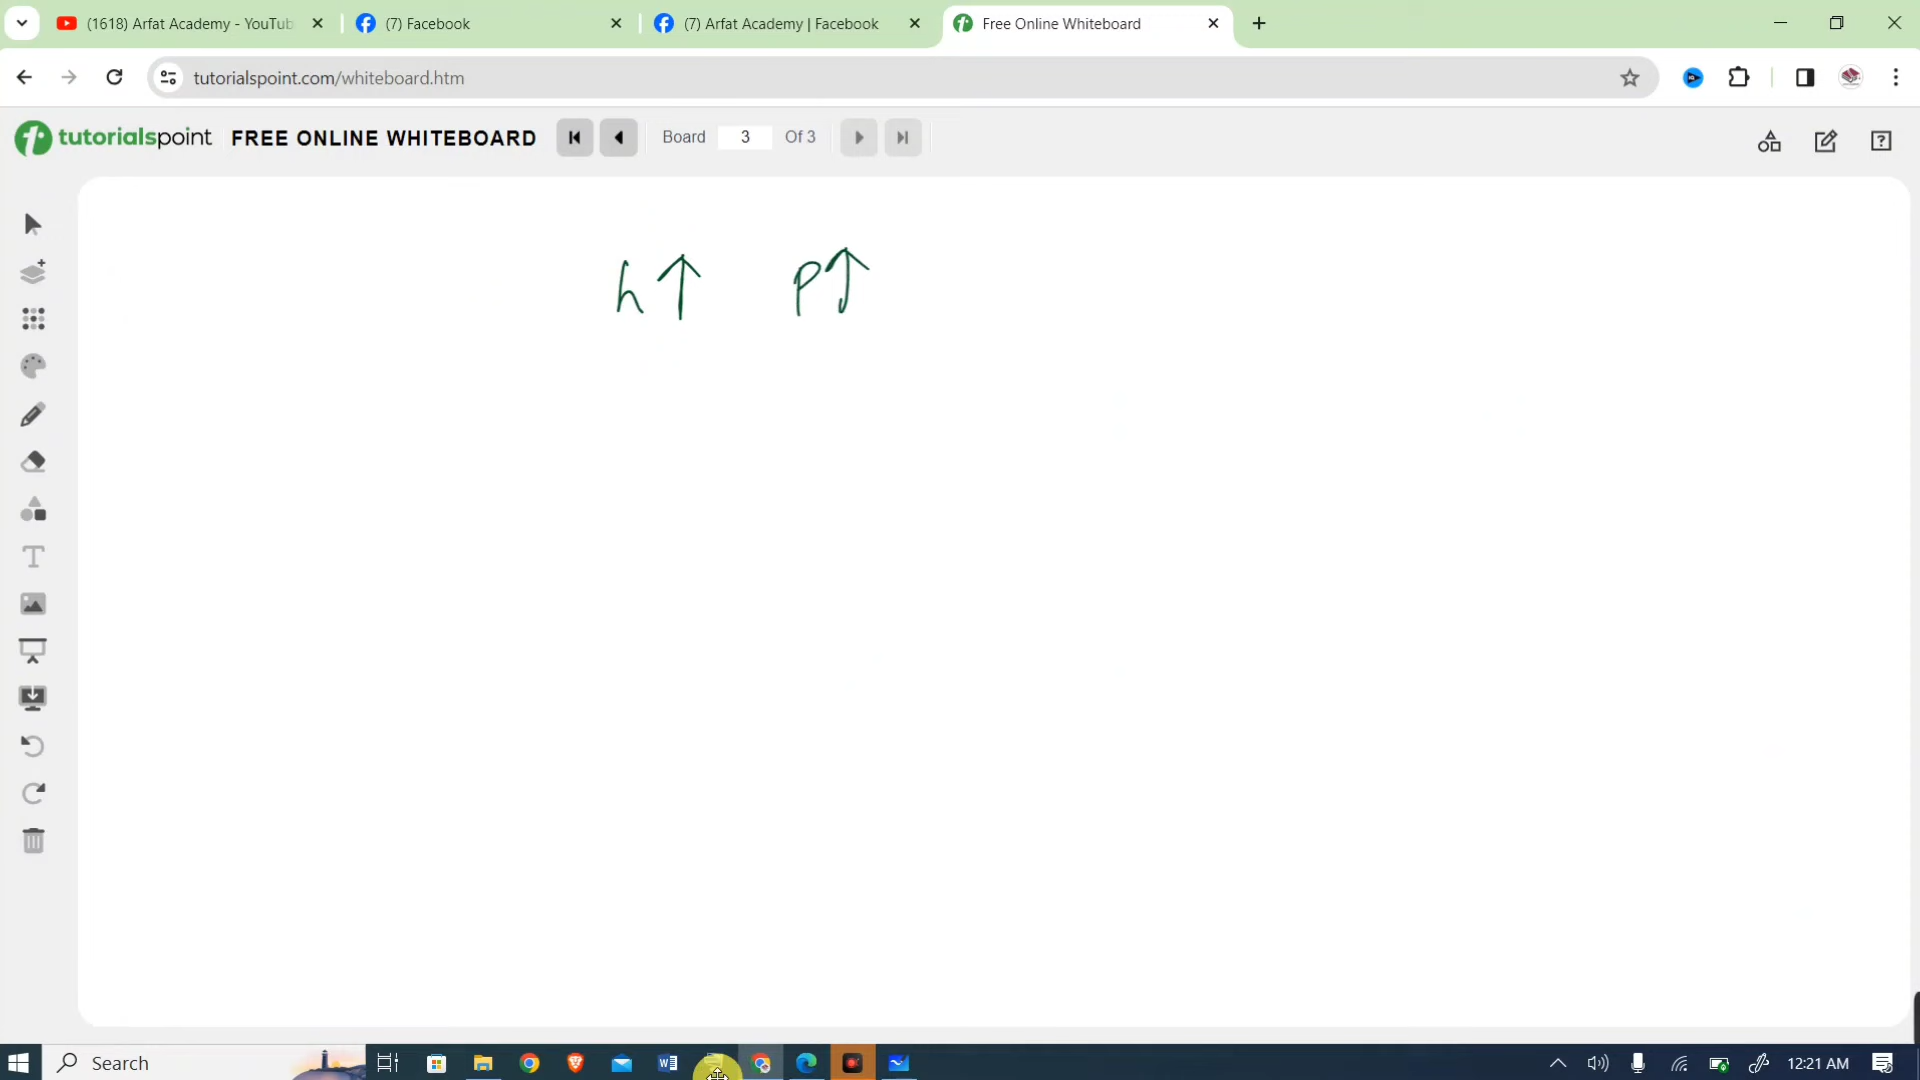 (1618) Arfat Academy - YouTub
(7) Facebook
(7) Arfat Academy | Facebook
Free Online Whiteboard
tutorialspoint.com/whiteboard.htm
tutorialspoint FREE ONLINE WHITEBOARD Board 3 Of 3
h↑ P↑
Search
12:21 AM